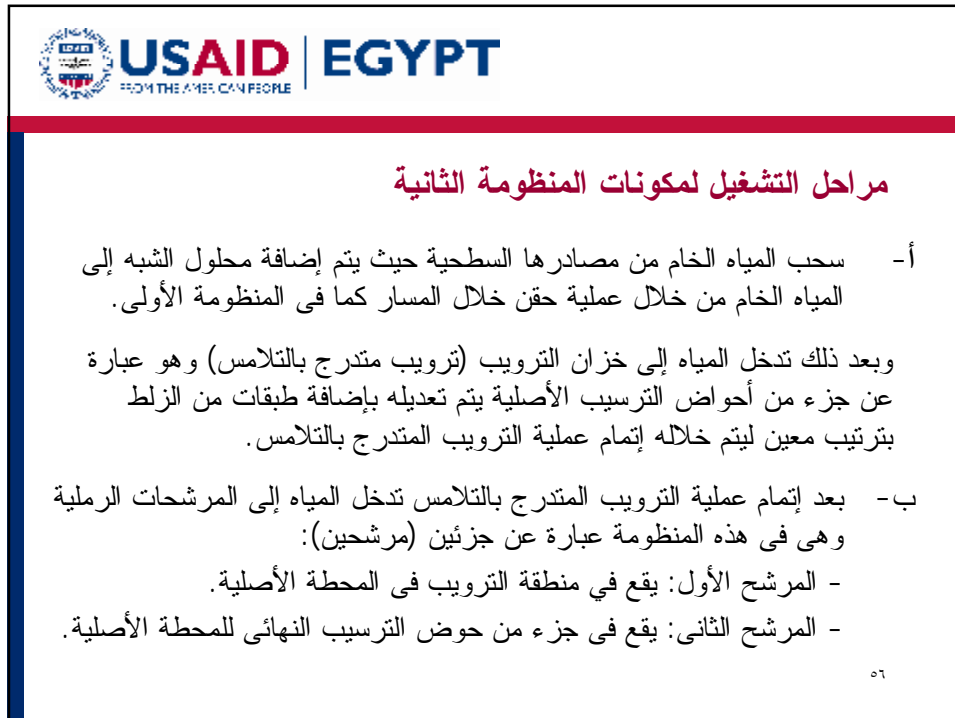 USAID | EGYPT
FROM THE AMERICAN PEOPLE
مراحل التشغيل لمكونات المنظومة الثانية
أ- سحب المياه الخام من مصادرها السطحية حيث يتم إضافة محلول الشبه إلى
المياه الخام من خلال عملية حقن خلال المسار كما فى المنظومة الأولى.
وبعد ذلك تدخل المياه إلى خزان الترويب (ترويب متدرج بالتلامس) وهو عبارة
عن جزء من أحواض الترسيب الأصلية يتم تعديله بإضافة طبقات من الزلط
بترتيب معين ليتم خلاله إتمام عملية الترويب المتدرج بالتلامس.
ب- بعد إتمام عملية الترويب المتدرج بالتلامس تدخل المياه إلى المرشحات الرملية
وهى فى هذه المنظومة عبارة عن جزئين (مرشحين):
- المرشح الأول: يقع في منطقة الترويب فى المحطة الأصلية.
- المرشح الثانى: يقع فى جزء من حوض الترسيب النهائى للمحطة الأصلية.
٥٦